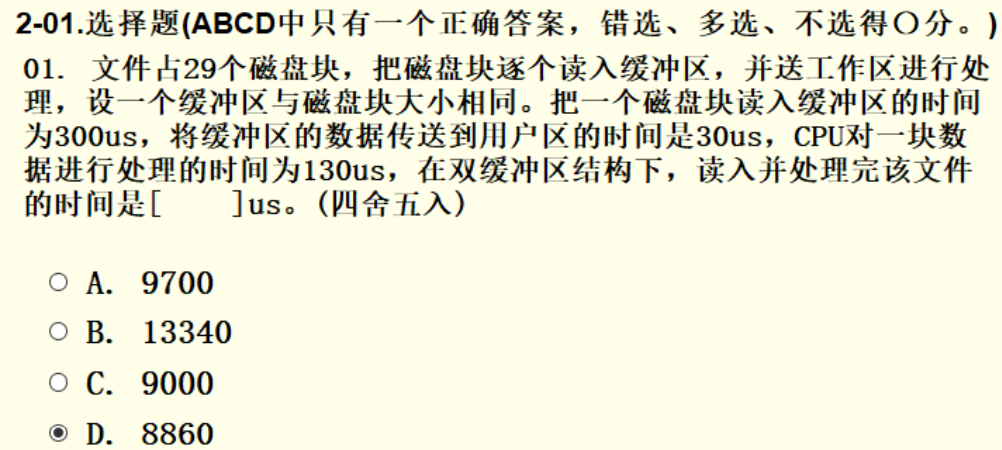 2-01.选择题(ABCD中只有一个正确答案，错选、多选、不选得〇分。)
01. 文件占29个磁盘块，把磁盘块逐个读入缓冲区，并送工作区进行处
理，设一个缓冲区与磁盘块大小相同。把一个磁盘块读入缓冲区的时间
为300us，将缓冲区的数据传送到用户区的时间是30us，CPU对一块数
据进行处理的时间为130us，在双缓冲区结构下，读入并处理完该文件
的时间是[    ]us。(四舍五入)
A. 9700
B. 13340
C. 9000
D. 8860